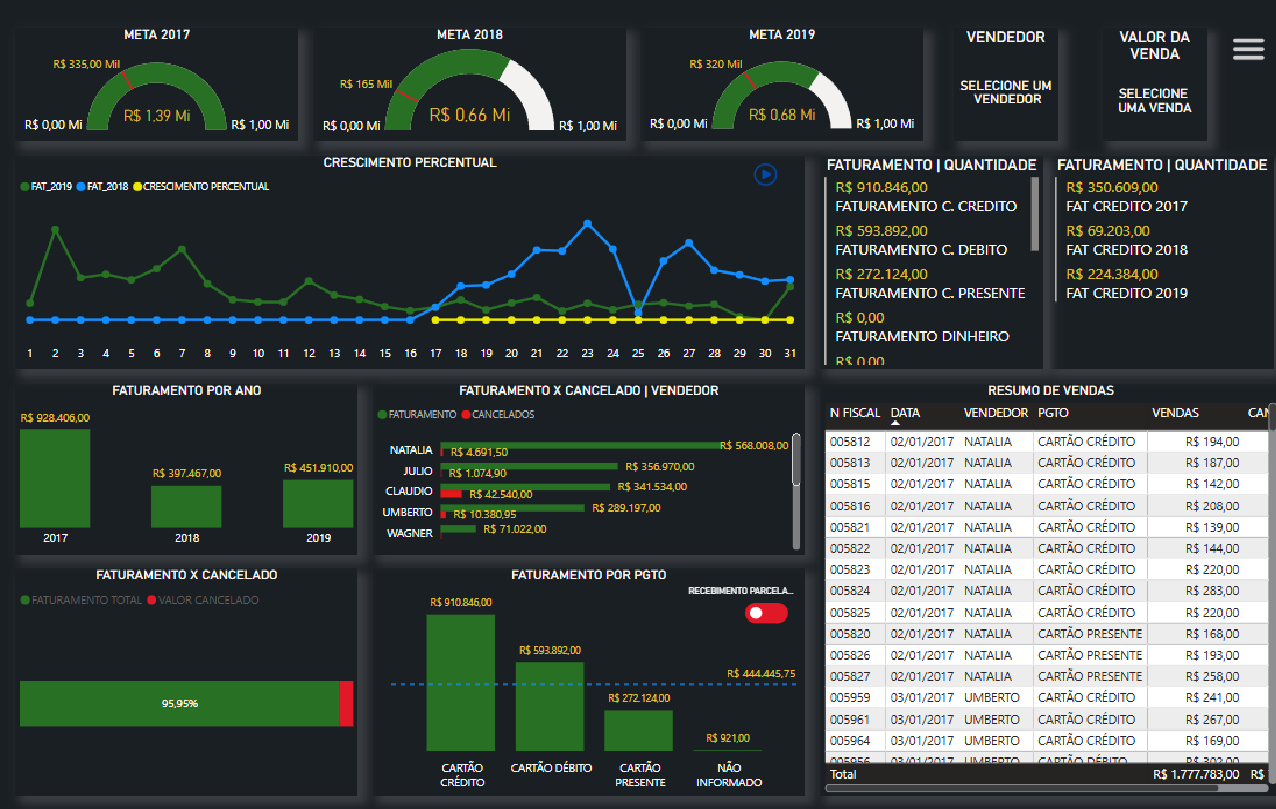 META 2017
R$ 335,00 Mil
R$ 1,39 Mi
R$ 0,00 Mi
R$ 1,00 Mi
META 2018
R$ 165 Mil
R$ 0,66 Mi
R$ 0,00 Mi
R$ 1,00 Mi
META 2019
R$ 320 Mil
R$ 0,68 Mi
R$ 0,00 Mi
R$ 1,00 Mi
VENDEDOR
SELECIONE UM
VENDEDOR
VALOR DA
VENDA
SELECIONE
UMA VENDA
CRESCIMENTO PERCENTUAL
FAT_2019 FAT_2018 CRESCIMENTO PERCENTUAL
1 2 3 4 5 6 7 8 9 10 11 12 13 14 15 16 17 18 19 20 21 22 23 24 25 26 27 28 29 30 31
FATURAMENTO | QUANTIDADE
R$ 910.846,00
FATURAMENTO C. CREDITO
R$ 593.892,00
FATURAMENTO C. DEBITO
R$ 272.124,00
FATURAMENTO C. PRESENTE
R$ 0,00
FATURAMENTO DINHEIRO
R$ 0,00
FATURAMENTO | QUANTIDADE
R$ 350.609,00
FAT CREDITO 2017
R$ 69.203,00
FAT CREDITO 2018
R$ 224.384,00
FAT CREDITO 2019
FATURAMENTO POR ANO
R$ 928.406,00
R$ 397.467,00
R$ 451.910,00
2017 2018 2019
FATURAMENTO X CANCELADO | VENDEDOR
FATURAMENTO CANCELADOS
NATALIA R$ 568.008,00
R$ 4.691,50
JULIO R$ 356.970,00
R$ 1.074,90
CLAUDIO R$ 341.534,00
R$ 42.540,00
UMBERTO R$ 289.197,00
R$ 10.380,95
WAGNER R$ 71.022,00
FATURAMENTO X CANCELADO
FATURAMENTO TOTAL VALOR CANCELADO
95,95%
FATURAMENTO POR PGTO
RECEBIMENTO PARCELA...
R$ 910.846,00
R$ 593.892,00
R$ 444.445,75
R$ 272.124,00
R$ 921,00
CARTÃO
CRÉDITO
CARTÃO DÉBITO
CARTÃO
PRESENTE
NÃO
INFORMADO
RESUMO DE VENDAS
N FISCAL DATA VENDEDOR PGTO VENDAS CAN
005812 02/01/2017 NATALIA CARTÃO CRÉDITO R$ 194,00
005813 02/01/2017 NATALIA CARTÃO CRÉDITO R$ 187,00
005815 02/01/2017 NATALIA CARTÃO CRÉDITO R$ 142,00
005816 02/01/2017 NATALIA CARTÃO CRÉDITO R$ 208,00
005821 02/01/2017 NATALIA CARTÃO CRÉDITO R$ 139,00
005822 02/01/2017 NATALIA CARTÃO CRÉDITO R$ 144,00
005823 02/01/2017 NATALIA CARTÃO CRÉDITO R$ 220,00
005824 02/01/2017 NATALIA CARTÃO CRÉDITO R$ 283,00
005825 02/01/2017 NATALIA CARTÃO CRÉDITO R$ 220,00
005820 02/01/2017 NATALIA CARTÃO PRESENTE R$ 168,00
005826 02/01/2017 NATALIA CARTÃO PRESENTE R$ 193,00
005827 02/01/2017 NATALIA CARTÃO PRESENTE R$ 258,00
005959 03/01/2017 UMBERTO CARTÃO CRÉDITO R$ 241,00
005961 03/01/2017 UMBERTO CARTÃO CRÉDITO R$ 267,00
005964 03/01/2017 UMBERTO CARTÃO CRÉDITO R$ 169,00
005956 03/01/2017 UMBERTO CARTÃO DÉBITO R$ 302,00
Total R$ 1.777.783,00 R$